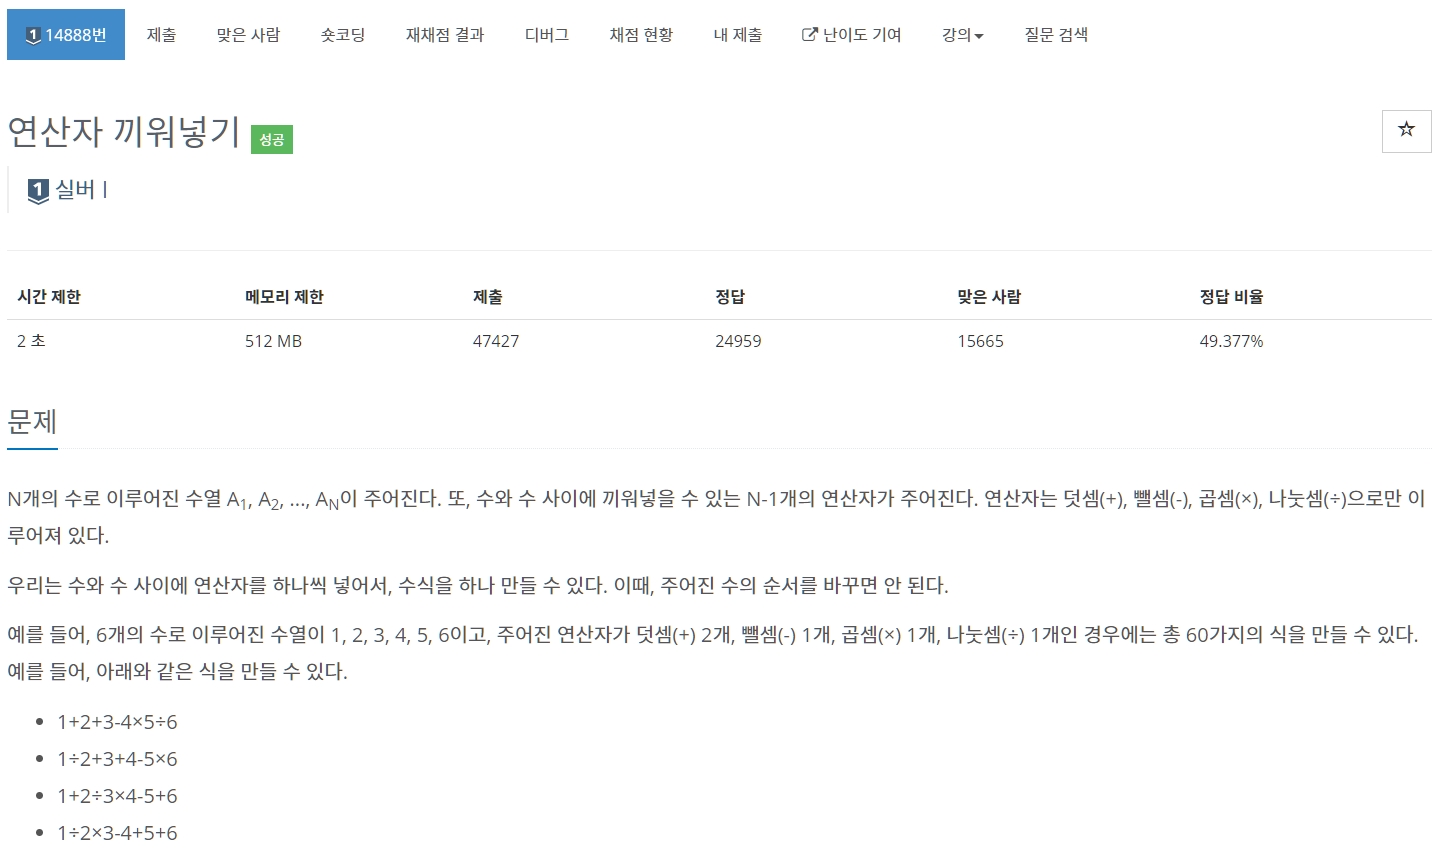 14888번 제출 맞은 사람 숏코딩 재채점 결과 디버그 채점 현황 내 제출 난이도 기여 강의 질문 검색
연산자 끼워넣기 성공
1 실버 I
시간 제한 메모리 제한 제출 정답 맞은 사람 정답 비율
2 초 512 MB 47427 24959 15665 49.377%
문제
N개의 수로 이루어진 수열 A1, A2, ..., AN이 주어진다. 또, 수와 수 사이에 끼워넣을 수 있는 N-1개의 연산자가 주어진다. 연산자는 덧셈(+), 뺄셈(-), 곱셈(×), 나눗셈(÷)으로만 이
루어져 있다.
우리는 수와 수 사이에 연산자를 하나씩 넣어서, 수식을 하나 만들 수 있다. 이때, 주어진 수의 순서를 바꾸면 안 된다.
예를 들어, 6개의 수로 이루어진 수열이 1, 2, 3, 4, 5, 6이고, 주어진 연산자가 덧셈(+) 2개, 뺄셈(-) 1개, 곱셈(×) 1개, 나눗셈(÷) 1개인 경우에는 총 60가지의 식을 만들 수 있다.
예를 들어, 아래와 같은 식을 만들 수 있다.
• 1+2+3-4×5÷6
• 1÷2+3+4-5×6
• 1+2÷3×4-5+6
• 1÷2×3-4+5+6